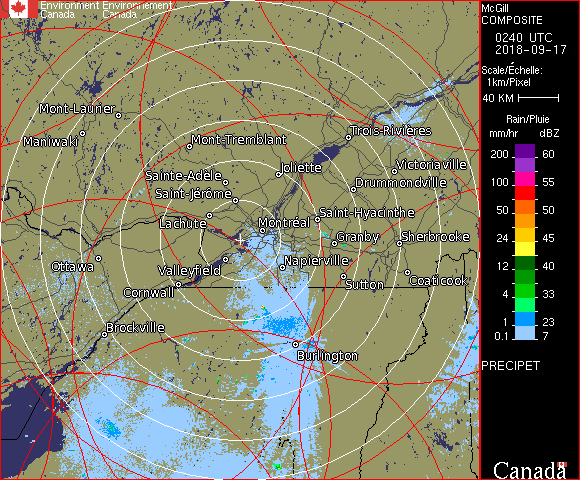 Environment Environnement
Canada Canada
McGill
COMPOSITE
0240 UTC
2018-09-17
Scale/Échelle:
1km/Pixel
40 KM
Rain/Pluie
mm/hr dBZ
200 60
155 65
100 55
50 50
24 45
12 40
4 33
1 23
0.1 7
PRECIPET
Canada
Mont-Laurier
Maniwaki
Mont-Tremblant
Trois-Rivières
Sainte-Adèle
Joliette
Victoriaville
Saint-Jérôme
Drummondville
Lachute
Montréal
Saint-Hyacinthe
Granby
Sherbrooke
Ottawa
Valleyfield
Napierville
Cornwall
Sutton
Coaticook
Brockville
Burlington